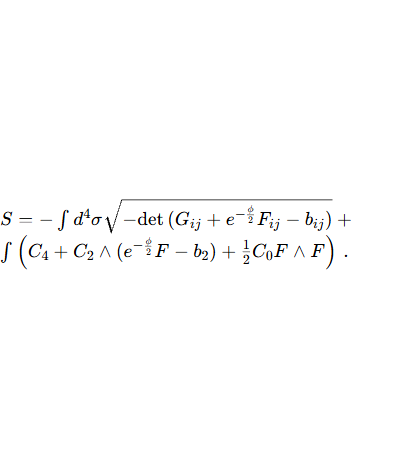 S = − ∫ d⁴σ √(−det (G_{ij} + e^{−ϕ/2} F_{ij} − b_{ij})) +
∫ (C₄ + C₂ ∧ (e^{−ϕ/2} F − b₂) + ½ C₀ F ∧ F) .